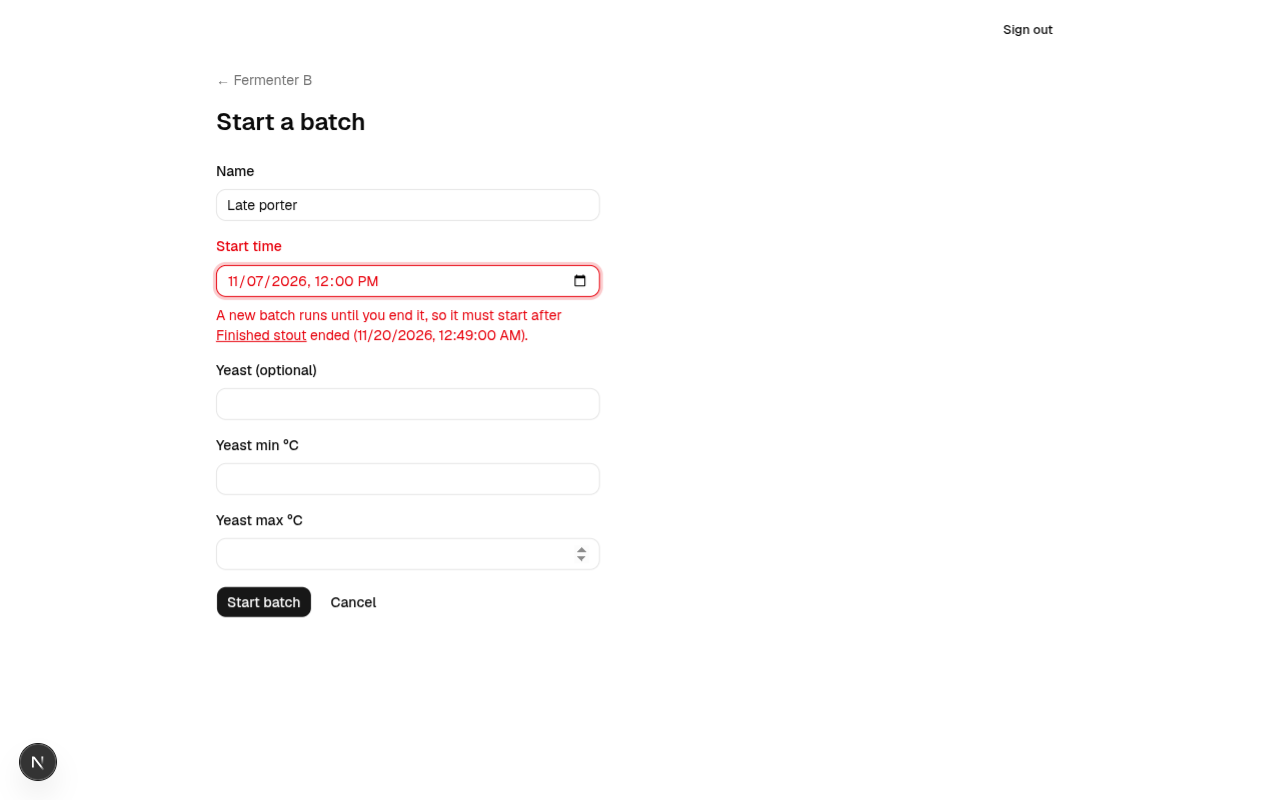 Sign out
← Fermenter B
Start a batch
Name
Late porter
Start time
11/07/2026, 12:00 PM
A new batch runs until you end it, so it must start after
Finished stout ended (11/20/2026, 12:49:00 AM).
Yeast (optional)
Yeast min °C
Yeast max °C
Start batch
Cancel
N